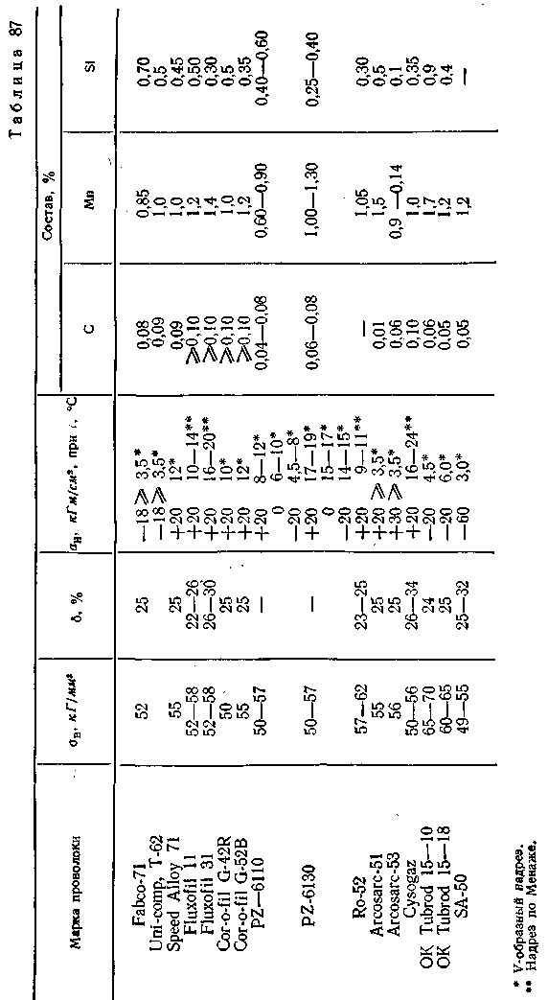 Таблица 87
Марка проволоки σв, кГ/мм² δ, % aн, кГм/см², при t, °С Состав, %
C Mn Si
Fabco-71 52 25 —18 ⩾ 3,5* 0,08 0,85 0,70
Uni-comp, T-62 —18 ⩾ 3,5* 0,09 1,0 0,5
Speed Alloy 71 55 25 +20 12* 0,09 1,0 0,45
Fluxofil 11 52—58 22—26 +20 10—14** ⩾0,10 1,2 0,50
Fluxofil 31 52—58 26—30 +20 16—20** ⩾0,10 1,4 0,30
Cor-o-fil G-42R 50 25 +20 10* ⩾0,10 1,0 0,5
Cor-o-fil G-52B 55 25 +20 12* ⩾0,10 1,2 0,35
PZ—6110 50—57 — +20 8—12* 0,04—0,08 0,60—0,90 0,40—0,60
0 6—10*
—20 4,5—8*
PZ-6130 50—57 — +20 17—19* 0,06—0,08 1,00—1,30 0,25—0,40
0 15—17*
—20 14—15*
Ro-52 57—62 23—25 +20 9—11** — 1,05 0,30
Arcosarc-51 55 25 +20 ⩾ 3,5* 0,01 1,5 0,5
Arcosarc-53 56 25 +30 ⩾ 3,5* 0,06 0,9 —0,14 0,1
Cysogaz 50—56 26—34 +20 16—24** 0,10 1,0 0,35
OK Tubrod 15—10 65—70 24 —20 4,5* 0,06 1,7 0,9
OK Tubrod 15—18 60—65 25 —20 6,0* 0,05 1,2 0,4
SA-50 49—55 25—32 —60 3,0* 0,05 1,2 —
* V-образный надрез.
** Надрез по Менаже.